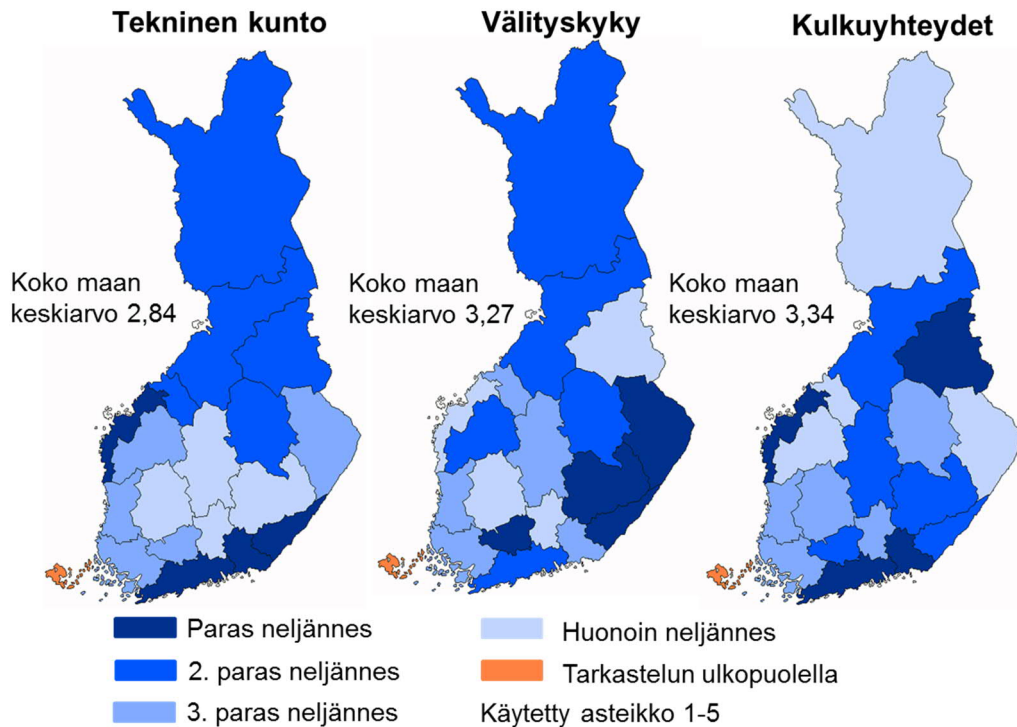 Tekninen kunto
Välityskyky
Kulkuyhteydet
Koko maan
keskiarvo 2,84
Koko maan
keskiarvo 3,27
Koko maan
keskiarvo 3,34
Paras neljännes
2. paras neljännes
3. paras neljännes
Huonoin neljännes
Tarkastelun ulkopuolella
Käytetty asteikko 1-5